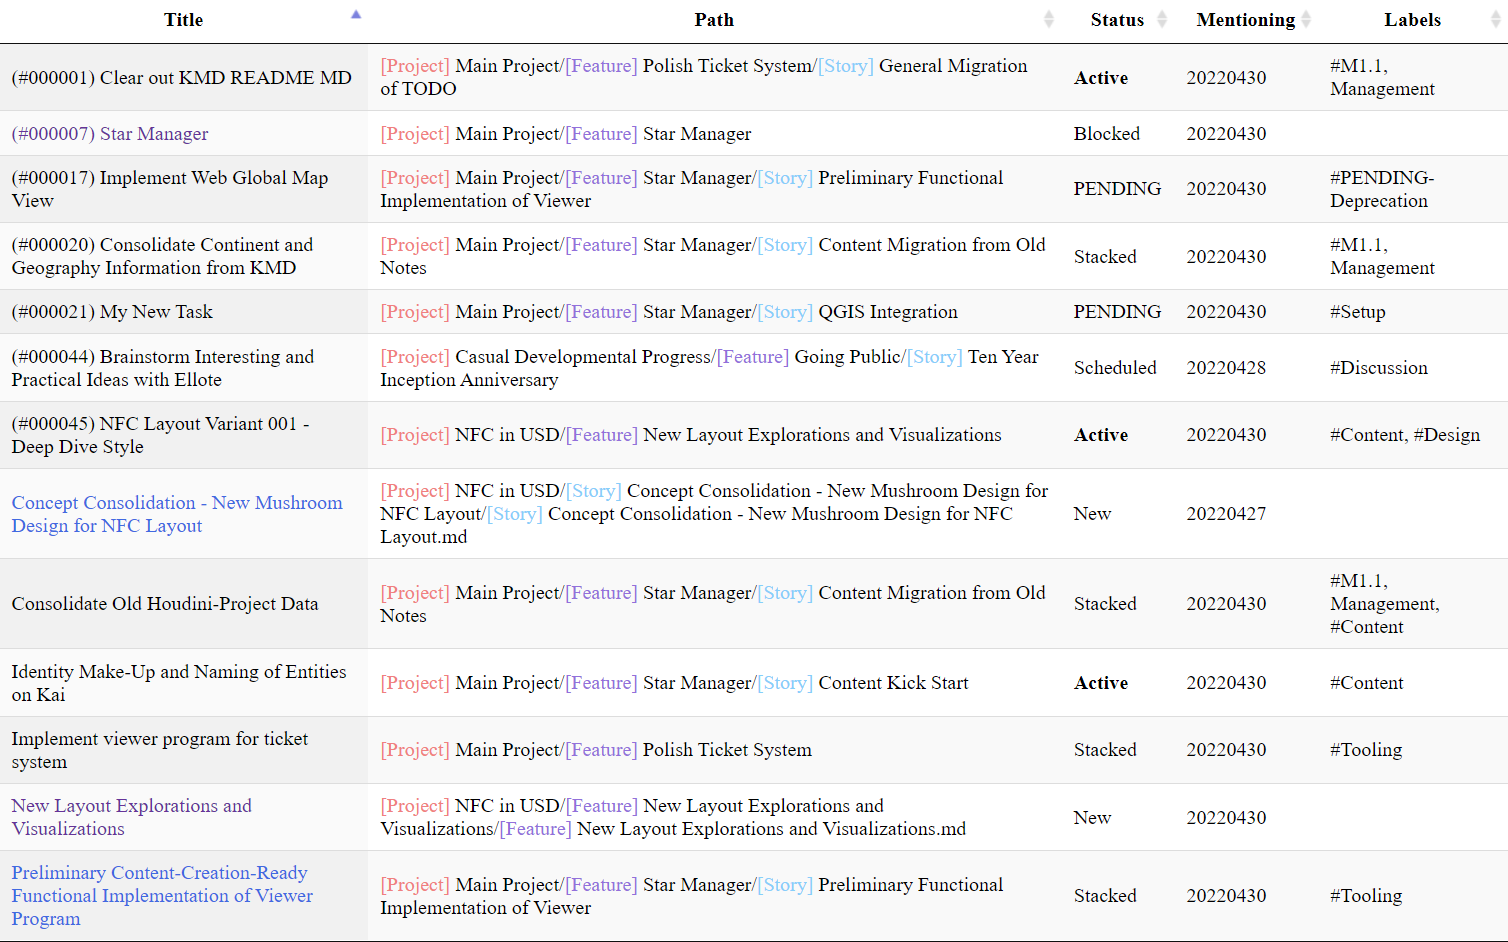 Title Path Status Mentioning Labels
(#000001) Clear out KMD README MD
[Project] Main Project/[Feature] Polish Ticket System/[Story] General Migration
of TODO
Active
20220430
#M1.1,
Management
(#000007) Star Manager
[Project] Main Project/[Feature] Star Manager
Blocked
20220430
(#000017) Implement Web Global Map
View
[Project] Main Project/[Feature] Star Manager/[Story] Preliminary Functional
Implementation of Viewer
PENDING
20220430
#PENDING-
Deprecation
(#000020) Consolidate Continent and
Geography Information from KMD
[Project] Main Project/[Feature] Star Manager/[Story] Content Migration from Old
Notes
Stacked
20220430
#M1.1,
Management
(#000021) My New Task
[Project] Main Project/[Feature] Star Manager/[Story] QGIS Integration
PENDING
20220430
#Setup
(#000044) Brainstorm Interesting and
Practical Ideas with Ellote
[Project] Casual Developmental Progress/[Feature] Going Public/[Story] Ten Year
Inception Anniversary
Scheduled
20220428
#Discussion
(#000045) NFC Layout Variant 001 -
Deep Dive Style
[Project] NFC in USD/[Feature] New Layout Explorations and Visualizations
Active
20220430
#Content, #Design
Concept Consolidation - New Mushroom
Design for NFC Layout
[Project] NFC in USD/[Story] Concept Consolidation - New Mushroom Design for
NFC Layout/[Story] Concept Consolidation - New Mushroom Design for NFC
Layout.md
New
20220427
Consolidate Old Houdini-Project Data
[Project] Main Project/[Feature] Star Manager/[Story] Content Migration from Old
Notes
Stacked
20220430
#M1.1,
Management,
#Content
Identity Make-Up and Naming of Entities
on Kai
[Project] Main Project/[Feature] Star Manager/[Story] Content Kick Start
Active
20220430
#Content
Implement viewer program for ticket
system
[Project] Main Project/[Feature] Polish Ticket System
Stacked
20220430
#Tooling
New Layout Explorations and
Visualizations
[Project] NFC in USD/[Feature] New Layout Explorations and
Visualizations/[Feature] New Layout Explorations and Visualizations.md
New
20220430
Preliminary Content-Creation-Ready
Functional Implementation of Viewer
Program
[Project] Main Project/[Feature] Star Manager/[Story] Preliminary Functional
Implementation of Viewer
Stacked
20220430
#Tooling